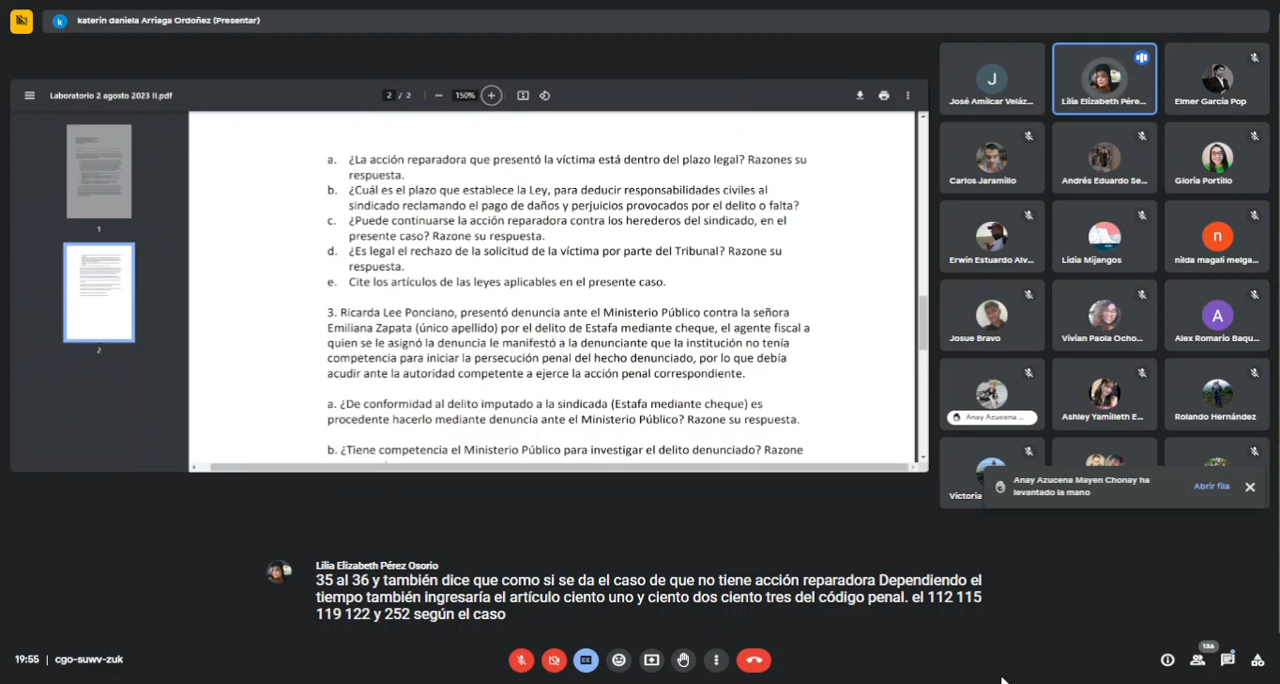 katerin daniela Arriaga Ordoñez (Presentar)
Laboratorio 2 agosto 2023 II.pdf
2 / 2
150%
1
2
a. ¿La acción reparadora que presentó la víctima está dentro del plazo legal? Razones su
respuesta.
b. ¿Cuál es el plazo que establece la Ley, para deducir responsabilidades civiles al
sindicado reclamando el pago de daños y perjuicios provocados por el delito o falta?
c. ¿Puede continuarse la acción reparadora contra los herederos del sindicado, en el
presente caso? Razone su respuesta.
d. ¿Es legal el rechazo de la solicitud de la víctima por parte del Tribunal? Razone su
respuesta.
e. Cite los artículos de las leyes aplicables en el presente caso.
3. Ricarda Lee Ponciano, presentó denuncia ante el Ministerio Público contra la señora
Emiliana Zapata (único apellido) por el delito de Estafa mediante cheque, el agente fiscal a
quien se le asignó la denuncia le manifestó a la denunciante que la institución no tenía
competencia para iniciar la persecución penal del hecho denunciado, por lo que debía
acudir ante la autoridad competente a ejerce la acción penal correspondiente.
a. ¿De conformidad al delito imputado a la sindicada (Estafa mediante cheque) es
procedente hacerlo mediante denuncia ante el Ministerio Público? Razone su respuesta.
b. ¿Tiene competencia el Ministerio Público para investigar el delito denunciado? Razone
J
José Amilcar Veláz...
Lilia Elizabeth Pére...
Elmer García Pop
Carlos Jaramillo
Andrés Eduardo Se...
Gloria Portillo
Erwin Estuardo Alv...
Lidia Mijangos
n
nilda magalí melga...
Josue Bravo
Vivian Paola Ocho...
A
Alex Romario Baqu...
Anay Azucena ...
Ashley Yamilleth E...
Rolando Hernández
Victoria
Anay Azucena Mayen Chonay ha
levantado la mano
Abrir fila
Lilia Elizabeth Pérez Osorio
35 al 36 y también dice que como si se da el caso de que no tiene acción reparadora Dependiendo el
tiempo también ingresaría el artículo ciento uno y ciento dos ciento tres del código penal. el 112 115
119 122 y 252 según el caso
19:55 | cgo-suwv-zuk
136